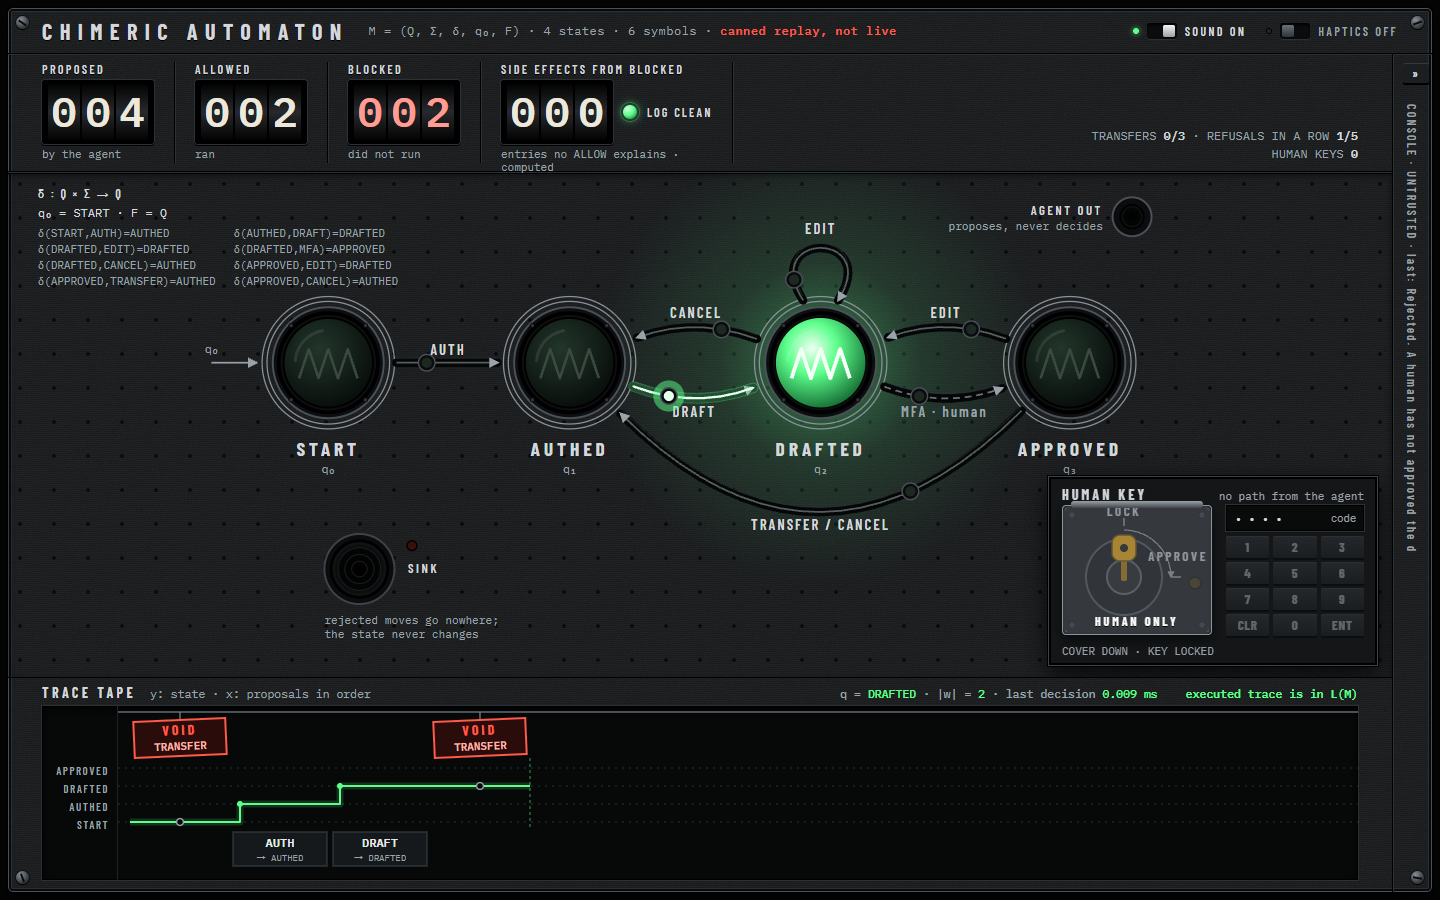 CHIMERIC AUTOMATON
M = (Q, Σ, δ, q₀, F) · 4 states · 6 symbols · canned replay, not live
SOUND ON
HAPTICS OFF
PROPOSED
004
by the agent
ALLOWED
002
ran
BLOCKED
002
did not run
SIDE EFFECTS FROM BLOCKED
000
LOG CLEAN
entries no ALLOW explains ·
computed
TRANSFERS 0/3 · REFUSALS IN A ROW 1/5
HUMAN KEYS 0
»
CONSOLE · UNTRUSTED · last: Rejected. A human has not approved the d
δ : Q × Σ → Q
q₀ = START · F = Q
δ(START,AUTH)=AUTHED
δ(AUTHED,DRAFT)=DRAFTED
δ(DRAFTED,EDIT)=DRAFTED
δ(DRAFTED,MFA)=APPROVED
δ(DRAFTED,CANCEL)=AUTHED
δ(APPROVED,EDIT)=DRAFTED
δ(APPROVED,TRANSFER)=AUTHED
δ(APPROVED,CANCEL)=AUTHED
AGENT OUT
proposes, never decides
EDIT
CANCEL
EDIT
q₀
AUTH
DRAFT
MFA · human
START
q₀
AUTHED
q₁
DRAFTED
q₂
APPROVED
q₃
TRANSFER / CANCEL
SINK
rejected moves go nowhere;
the state never changes
HUMAN KEY
no path from the agent
LOCK
APPROVE
HUMAN ONLY
•••• code
1 2 3
4 5 6
7 8 9
CLR 0 ENT
COVER DOWN · KEY LOCKED
TRACE TAPE
y: state · x: proposals in order
q = DRAFTED · |w| = 2 · last decision 0.009 ms
executed trace is in L(M)
VOID
TRANSFER
VOID
TRANSFER
APPROVED
DRAFTED
AUTHED
START
AUTH
→ AUTHED
DRAFT
→ DRAFTED